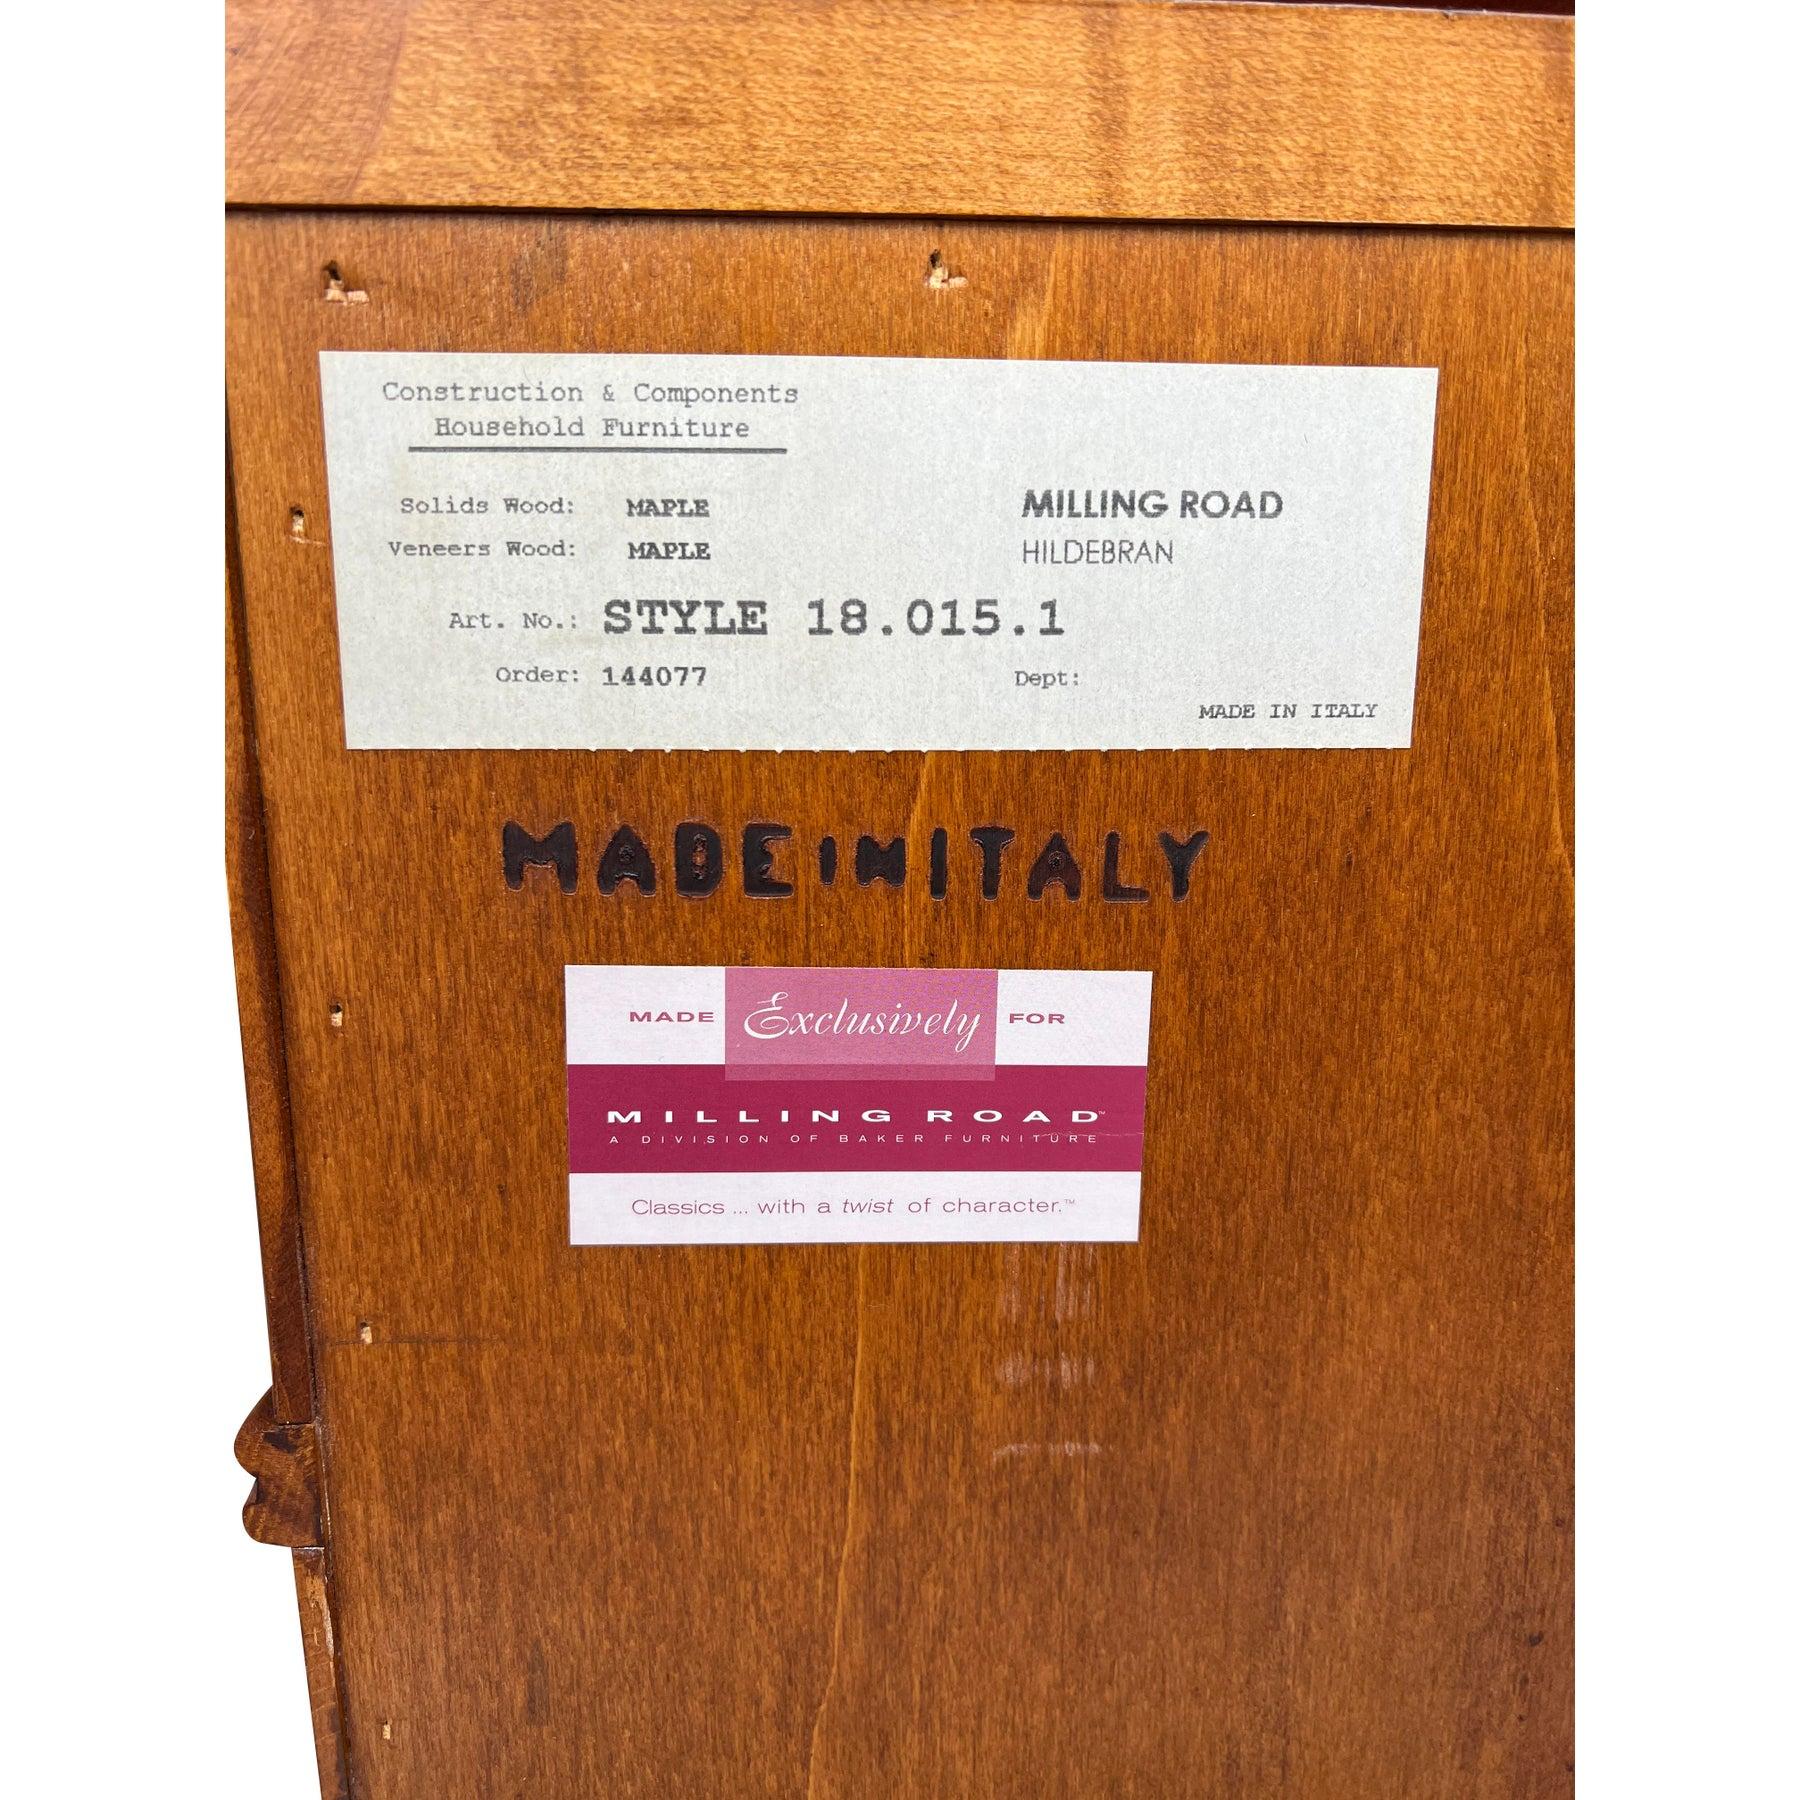 Construction & Components
Household Furniture
Solids Wood: MAPLE
Veneers Wood: MAPLE
MILLING ROAD
HILDEBRAN
Art. No.: STYLE 18.015.1
Order: 144077
Dept:
MADE IN ITALY
MADE IN ITALY
MADE Exclusively FOR
MILLING ROAD™
A DIVISION OF BAKER FURNITURE
Classics ... with a twist of character.™